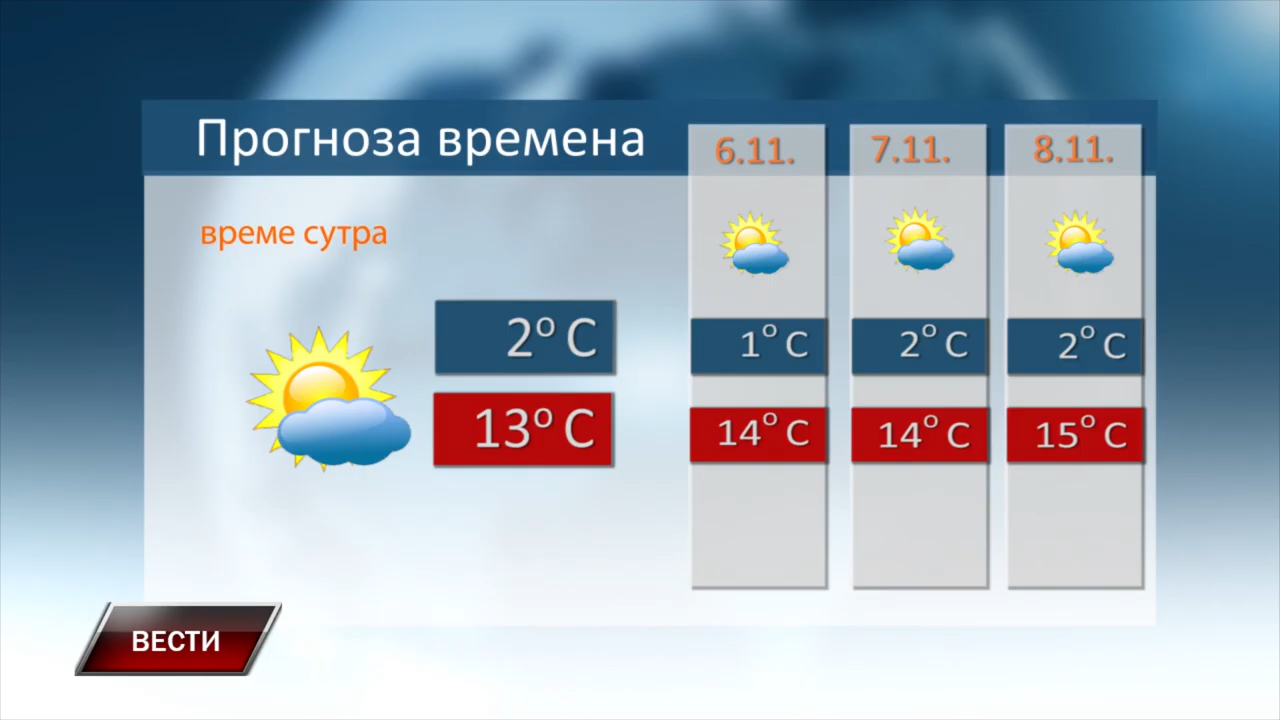 Прогноза времена
време сутра
2° C
13° C
6.11.
1° C
14° C
7.11.
2° C
14° C
8.11.
2° C
15° C
ВЕСТИ